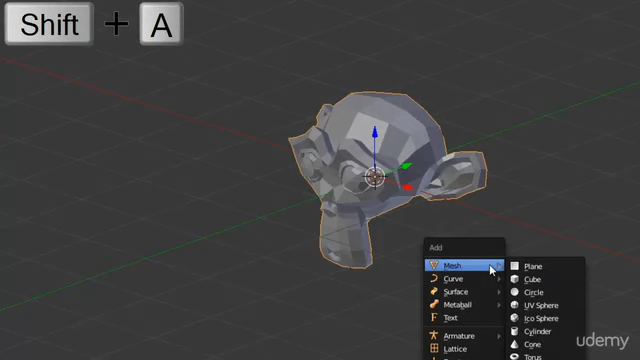 Shift + A
Add
Mesh
Curve
Surface
Metaball
Text
Armature
Lattice
Plane
Cube
Circle
UV Sphere
Ico Sphere
Cylinder
Cone
Torus
udemy